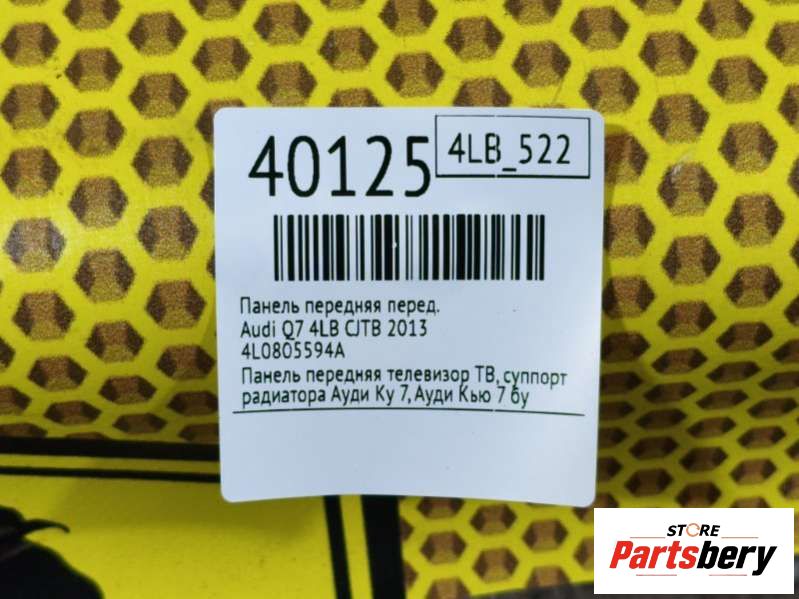 40125
4LB_522
Панель передняя перед.
Audi Q7 4LB CJTB 2013
4L0805594A
Панель передняя телевизор ТВ, суппорт
радиатора Ауди Ку 7, Ауди Кью 7 бу
STORE
Partsbery